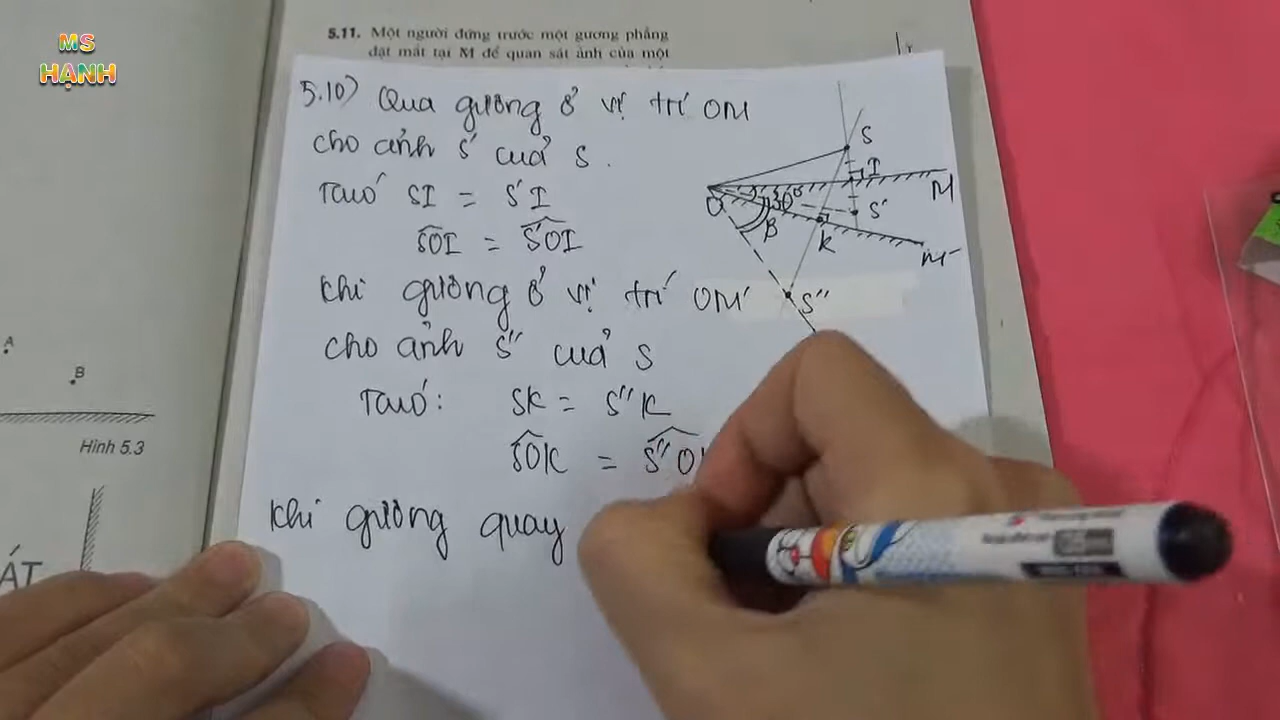 MS
HẠNH
5.11. Một người đứng trước một gương phẳng
đặt mắt tại M để quan sát ảnh của một
5.10) Qua gương ở vị trí OM
cho ảnh S' của S.
Ta có SI = S'I
SOI = S'OI
Khi gương ở vị trí OM'
cho ảnh S'' của S
Ta có: SK = S''K
SOK = S''O
Khi gương quay
S
I
M
O
30°
S'
β
K
M'
S''
A
B
Hình 5.3
ÁT